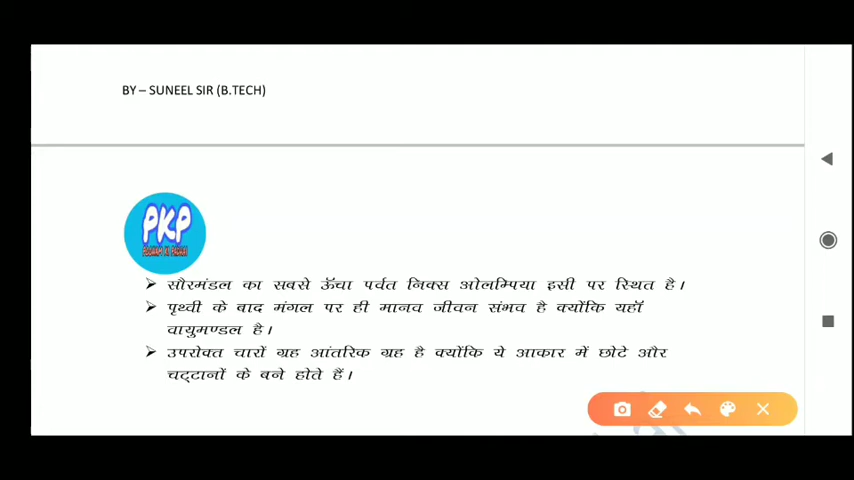 BY – SUNEEL SIR (B.TECH)
PKP
सौरमंडल का सबसे ऊँचा पर्वत निक्स ओलम्पिया इसी पर स्थित है।
पृथ्वी के बाद मंगल पर ही मानव जीवन संभव है क्योंकि यहाँ
वायुमण्डल है।
उपरोक्त चारों ग्रह आंतरिक ग्रह है क्योंकि ये आकार में छोटे और
चट्टानों के बने होते हैं।